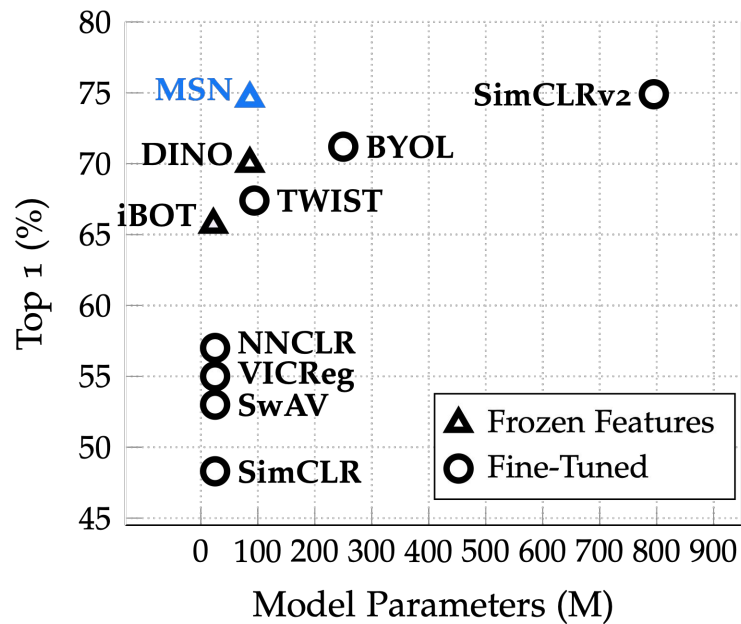 80
75
70
65
60
55
50
45
Top 1 (%)
MSN
SimCLRv2
DINO
BYOL
TWIST
iBOT
NNCLR
VICReg
SwAV
SimCLR
Frozen Features
Fine-Tuned
0 100 200 300 400 500 600 700 800 900
Model Parameters (M)